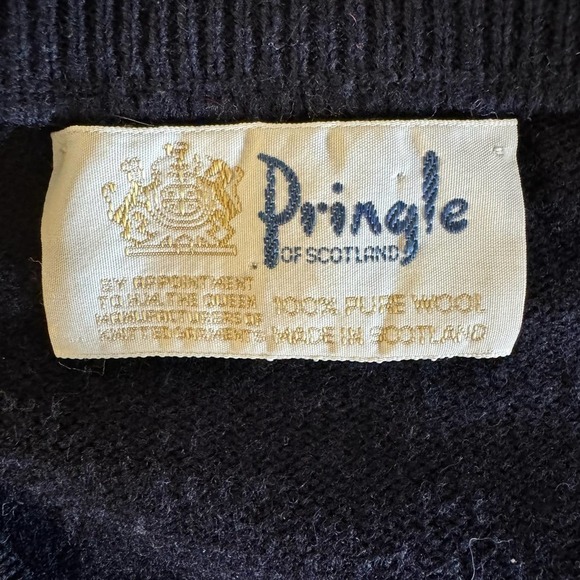 Pringle
OF SCOTLAND
BY APPOINTMENT
TO H.M. THE QUEEN
MANUFACTURERS OF
KNITTED GARMENTS
100% PURE WOOL
MADE IN SCOTLAND